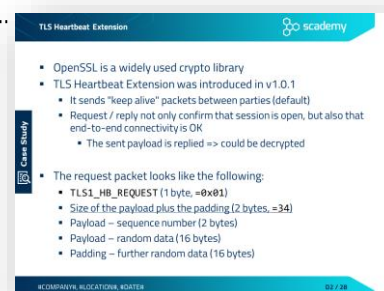 TLS Heartbeat Extension
scademy
▪ OpenSSL is a widely used crypto library
▪ TLS Heartbeat Extension was introduced in v1.0.1
▪ It sends "keep alive" packets between parties (default)
▪ Request / reply not only confirm that session is open, but also that
end-to-end connectivity is OK
▪ The sent payload is replied => could be decrypted
Case Study
▪ The request packet looks like the following:
▪ TLS1_HB_REQUEST (1 byte, =0x01)
▪ Size of the payload plus the padding (2 bytes, =34)
▪ Payload – sequence number (2 bytes)
▪ Payload – random data (16 bytes)
▪ Padding – further random data (16 bytes)
#COMPANY#, #LOCATION#, #DATE#
D2 / 28